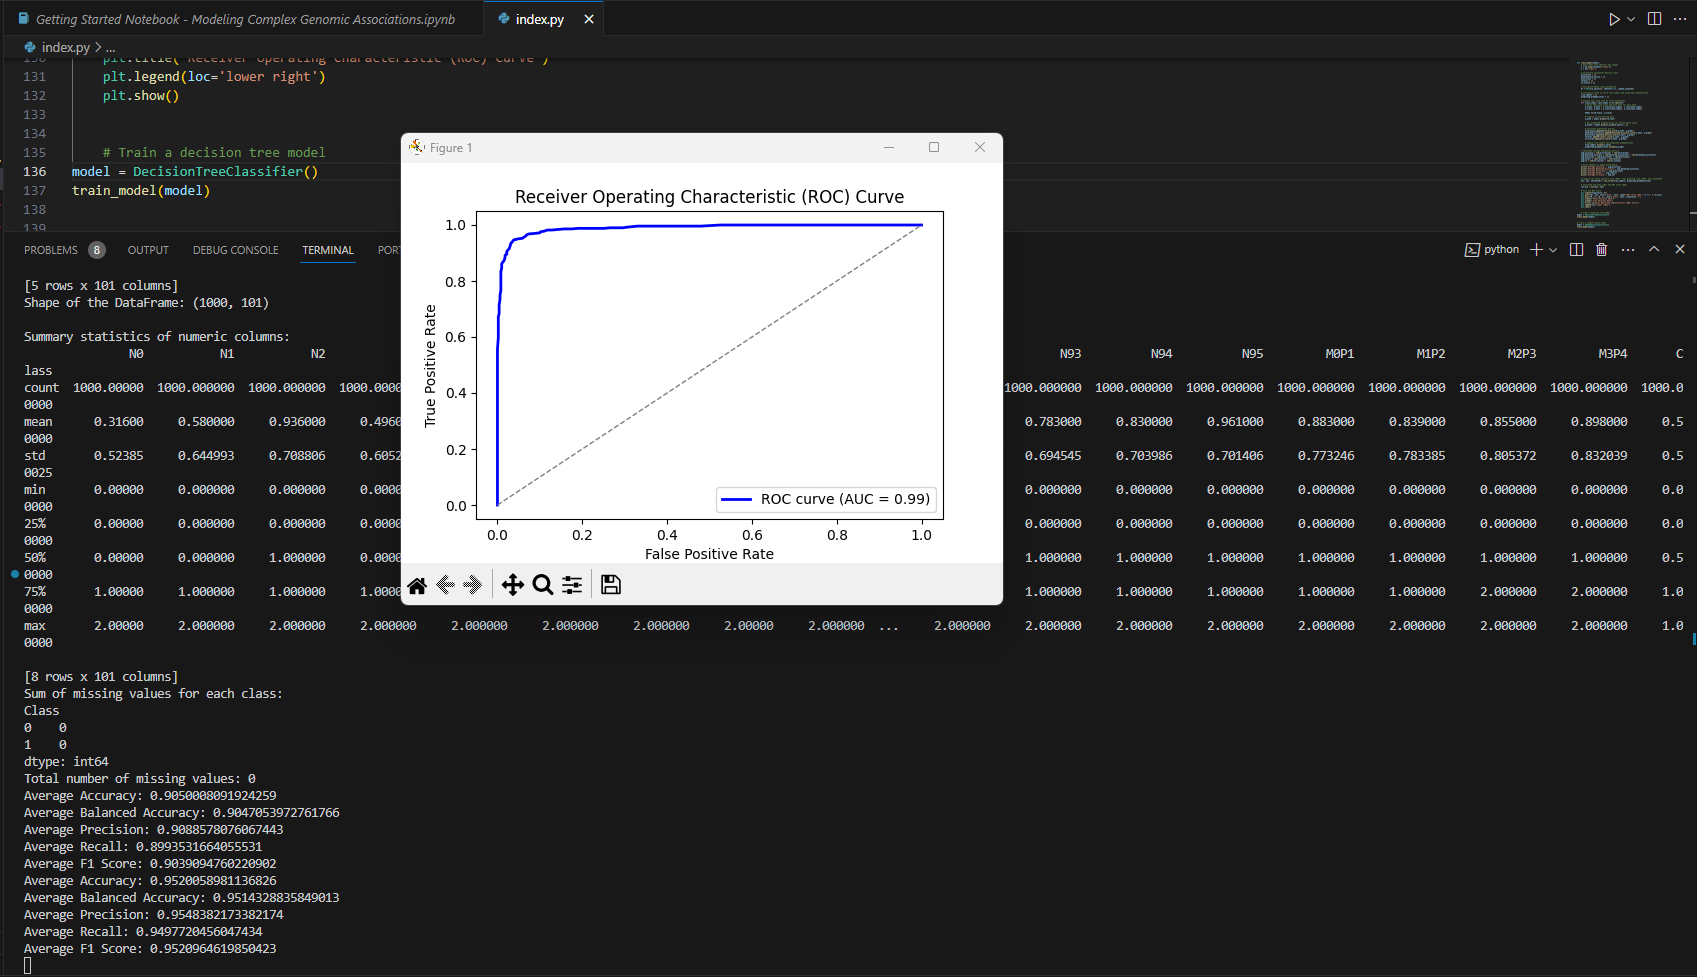 Getting Started Notebook - Modeling Complex Genomic Associations.ipynb
index.py
index.py > ...
130 plt.title('Receiver Operating Characteristic (ROC) Curve')
131 plt.legend(loc='lower right')
132 plt.show()
133
134
135 # Train a decision tree model
136 model = DecisionTreeClassifier()
137 train_model(model)
138
139
PROBLEMS 8 OUTPUT DEBUG CONSOLE TERMINAL PORT
python
Figure 1
Receiver Operating Characteristic (ROC) Curve
True Positive Rate
1.0
0.8
0.6
0.4
0.2
0.0
ROC curve (AUC = 0.99)
0.0 0.2 0.4 0.6 0.8 1.0
False Positive Rate
[5 rows x 101 columns]
Shape of the DataFrame: (1000, 101)
Summary statistics of numeric columns:
N0 N1 N2 N93 N94 N95 M0P1 M1P2 M2P3 M3P4 C
lass
count 1000.00000 1000.000000 1000.000000 1000.0000 1000.000000 1000.000000 1000.000000 1000.000000 1000.000000 1000.000000 1000.000000 1000.0
0000
mean 0.31600 0.580000 0.936000 0.4960 0.783000 0.830000 0.961000 0.883000 0.839000 0.855000 0.898000 0.5
0000
std 0.52385 0.644993 0.708806 0.6052 0.694545 0.703986 0.701406 0.773246 0.783385 0.805372 0.832039 0.5
0025
min 0.00000 0.000000 0.000000 0.0000 0.000000 0.000000 0.000000 0.000000 0.000000 0.000000 0.000000 0.0
0000
25% 0.00000 0.000000 0.000000 0.0000 0.000000 0.000000 0.000000 0.000000 0.000000 0.000000 0.000000 0.0
0000
50% 0.00000 0.000000 1.000000 0.0000 1.000000 1.000000 1.000000 1.000000 1.000000 1.000000 1.000000 0.5
0000
75% 1.00000 1.000000 1.000000 1.0000 1.000000 1.000000 1.000000 1.000000 1.000000 2.000000 2.000000 1.0
0000
max 2.00000 2.000000 2.000000 2.000000 2.000000 2.000000 2.000000 2.000000 2.000000 ... 2.000000 2.000000 2.000000 2.000000 2.000000 2.000000 2.000000 2.000000 1.0
0000
[8 rows x 101 columns]
Sum of missing values for each class:
Class
0 0
1 0
dtype: int64
Total number of missing values: 0
Average Accuracy: 0.9050008091924259
Average Balanced Accuracy: 0.9047053972761766
Average Precision: 0.9088578076067443
Average Recall: 0.8993531664055531
Average F1 Score: 0.9039094760220902
Average Accuracy: 0.9520058981136826
Average Balanced Accuracy: 0.9514328835849013
Average Precision: 0.9548382173382174
Average Recall: 0.9497720456047434
Average F1 Score: 0.9520964619850423